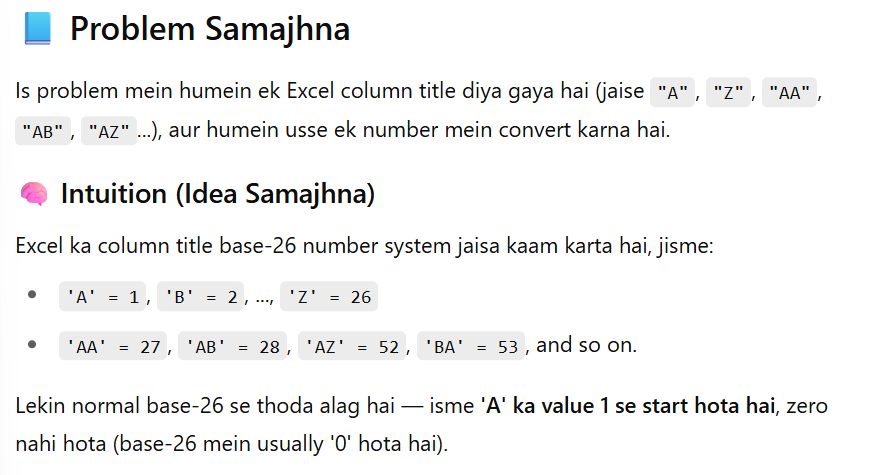 📘 Problem Samajhna
Is problem mein humein ek Excel column title diya gaya hai (jaise "A", "Z", "AA",
"AB", "AZ"...), aur humein usse ek number mein convert karna hai.
🧠 Intuition (Idea Samajhna)
Excel ka column title base-26 number system jaisa kaam karta hai, jisme:
• 'A' = 1, 'B' = 2, ..., 'Z' = 26
• 'AA' = 27, 'AB' = 28, 'AZ' = 52, 'BA' = 53, and so on.
Lekin normal base-26 se thoda alag hai — isme 'A' ka value 1 se start hota hai, zero
nahi hota (base-26 mein usually '0' hota hai).